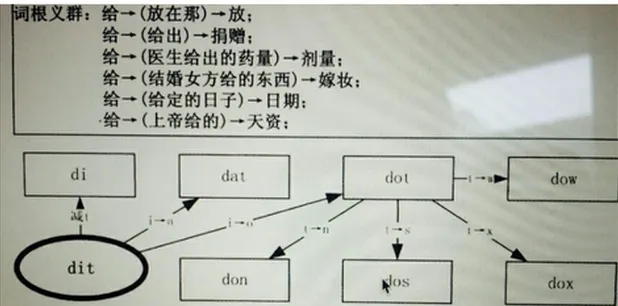 词根义群：给→(放在那)→放；
给→(给出)→捐赠；
给→(医生给出的药量)→剂量；
给→(结婚女方给的东西)→嫁妆；
给→(给定的日子)→日期；
·给→(上帝给的)→天资；
di
dat
dot
t→w
dow
减t
i→a
i→o
t→n
t→s
t→x
dit
don
dos
dox